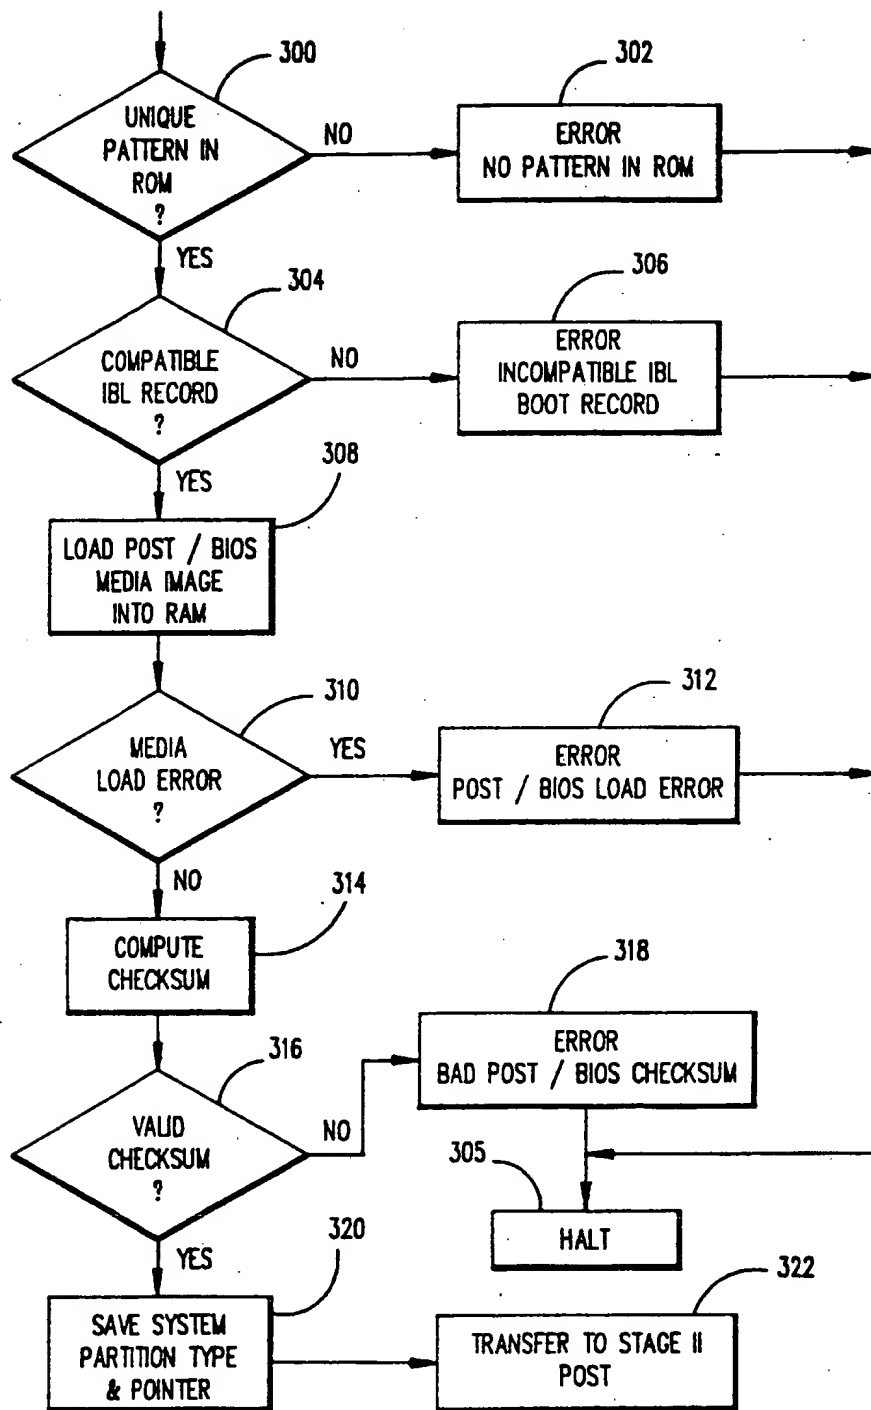 300
UNIQUE
PATTERN IN
ROM
?
NO
302
ERROR
NO PATTERN IN ROM
YES
304
COMPATIBLE
IBL RECORD
?
NO
306
ERROR
INCOMPATIBLE IBL
BOOT RECORD
YES
308
LOAD POST / BIOS
MEDIA IMAGE
INTO RAM
310
MEDIA
LOAD ERROR
?
YES
312
ERROR
POST / BIOS LOAD ERROR
NO
314
COMPUTE
CHECKSUM
316
VALID
CHECKSUM
?
NO
318
ERROR
BAD POST / BIOS CHECKSUM
305
HALT
YES
320
SAVE SYSTEM
PARTITION TYPE
& POINTER
322
TRANSFER TO STAGE II
POST